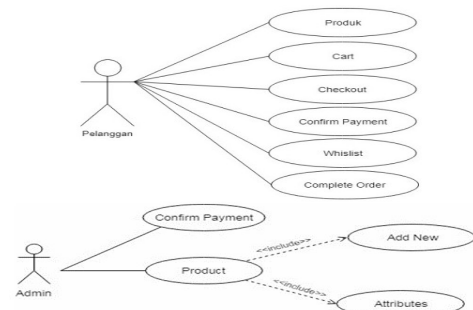 Produk
Cart
Checkout
Confirm Payment
Whislist
Complete Order
Pelanggan
Confirm Payment
<<include>>
Add New
Product
<<include>>
Admin
Attributes